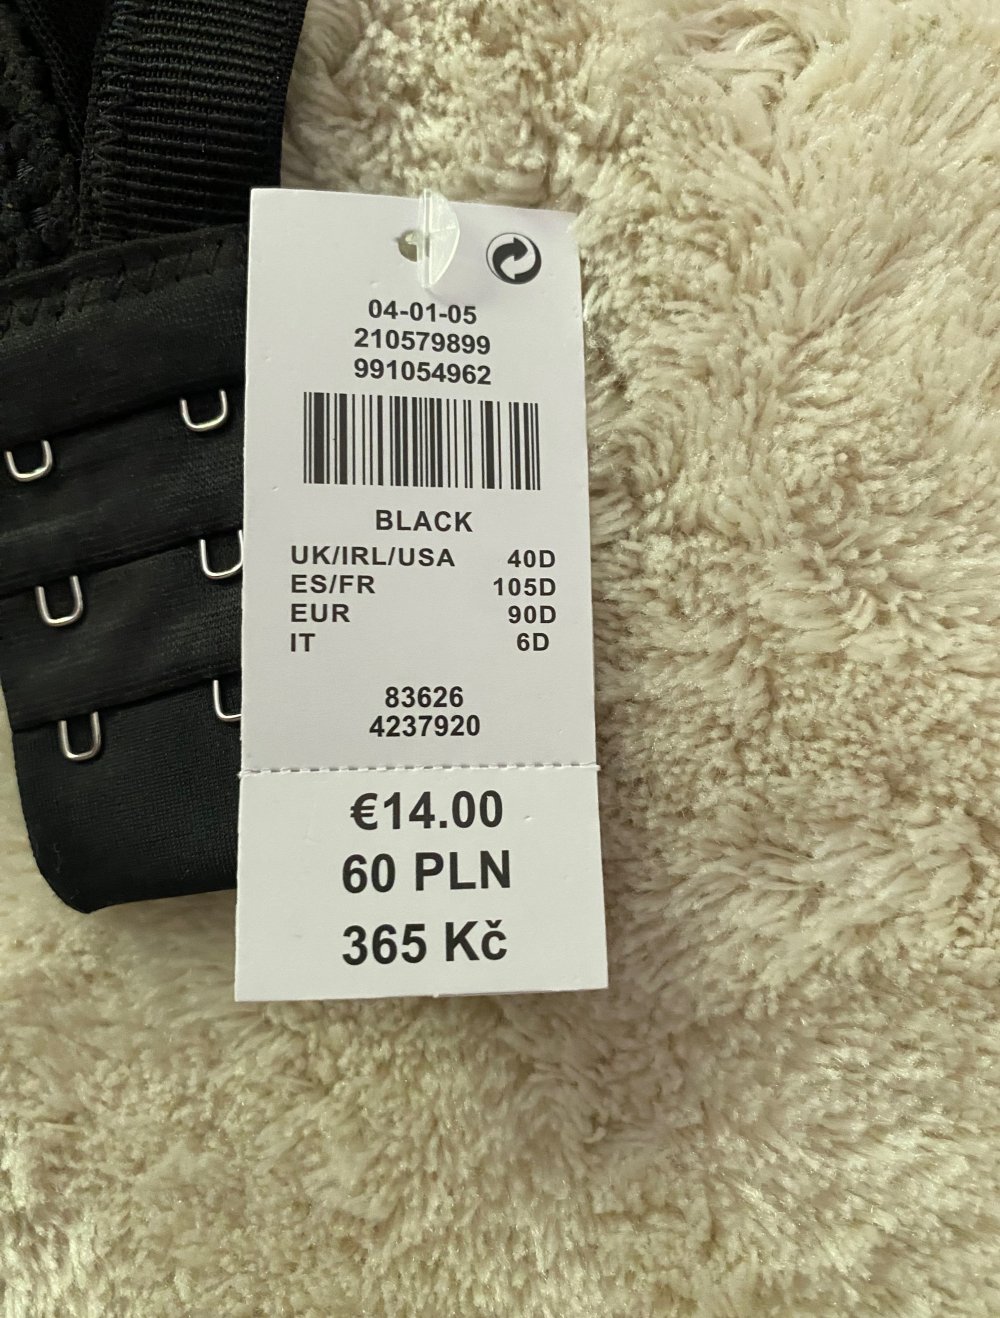 04-01-05
210579899
991054962
BLACK
UK/IRL/USA 40D
ES/FR 105D
EUR 90D
IT 6D
83626
4237920
€14.00
60 PLN
365 Kč